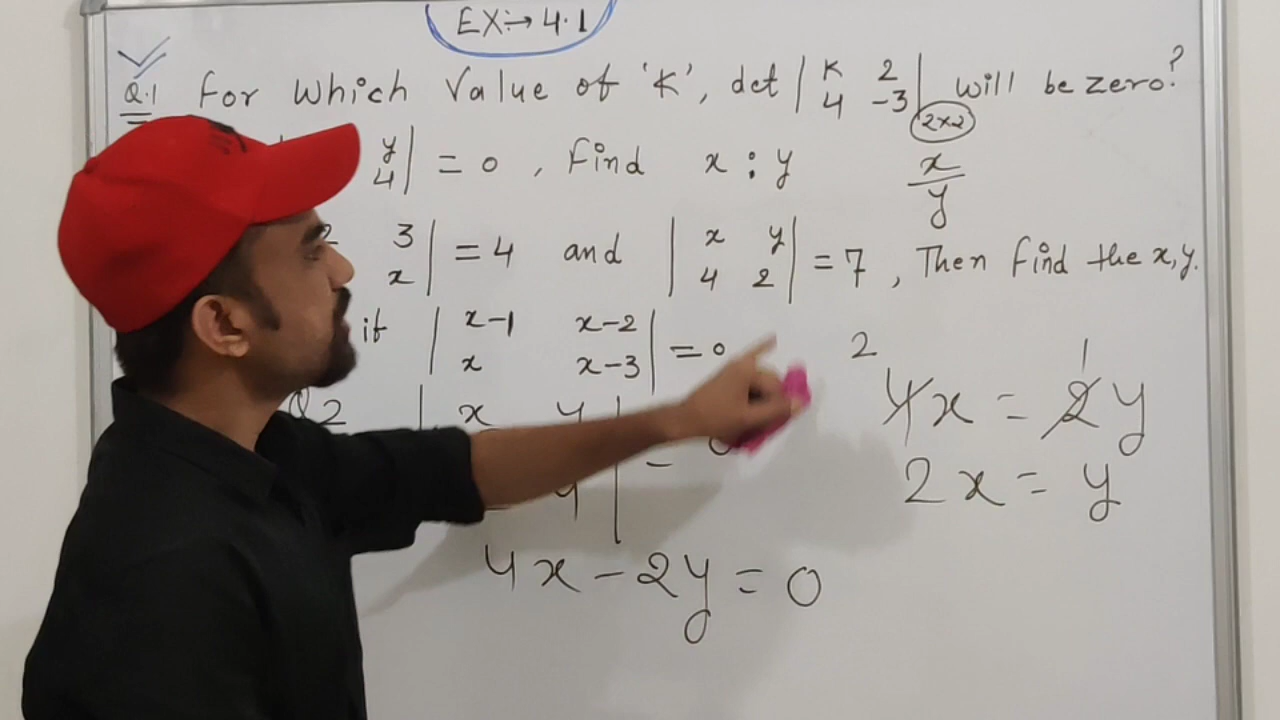 EX:→ 4.1
Q.1 For which Value of 'K', det | K 2 | will be zero?
4 -3
2×2
y
4 | = 0 , Find x : y
x
y
3 | = 4 and | x y | = 7 , Then find the x, y.
x 4 2
if | x-1 x-2 | = 0
x x-3
Q2 | x y |
4 | =
2
4x = 2y
1
2x = y
4x - 2y = 0